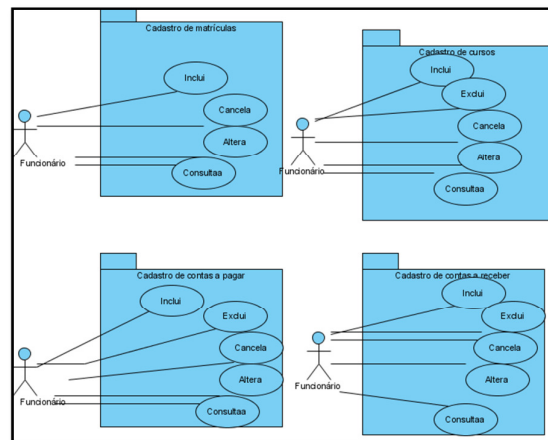 Cadastro de matrículas
Inclui
Cancela
Altera
Consultaa
Funcionário
Cadastro de cursos
Inclui
Exclui
Cancela
Altera
Consultaa
Funcionário
Cadastro de contas a pagar
Inclui
Exclui
Cancela
Altera
Consultaa
Funcionário
Cadastro de contas a receber
Inclui
Exclui
Cancela
Altera
Consultaa
Funcionário